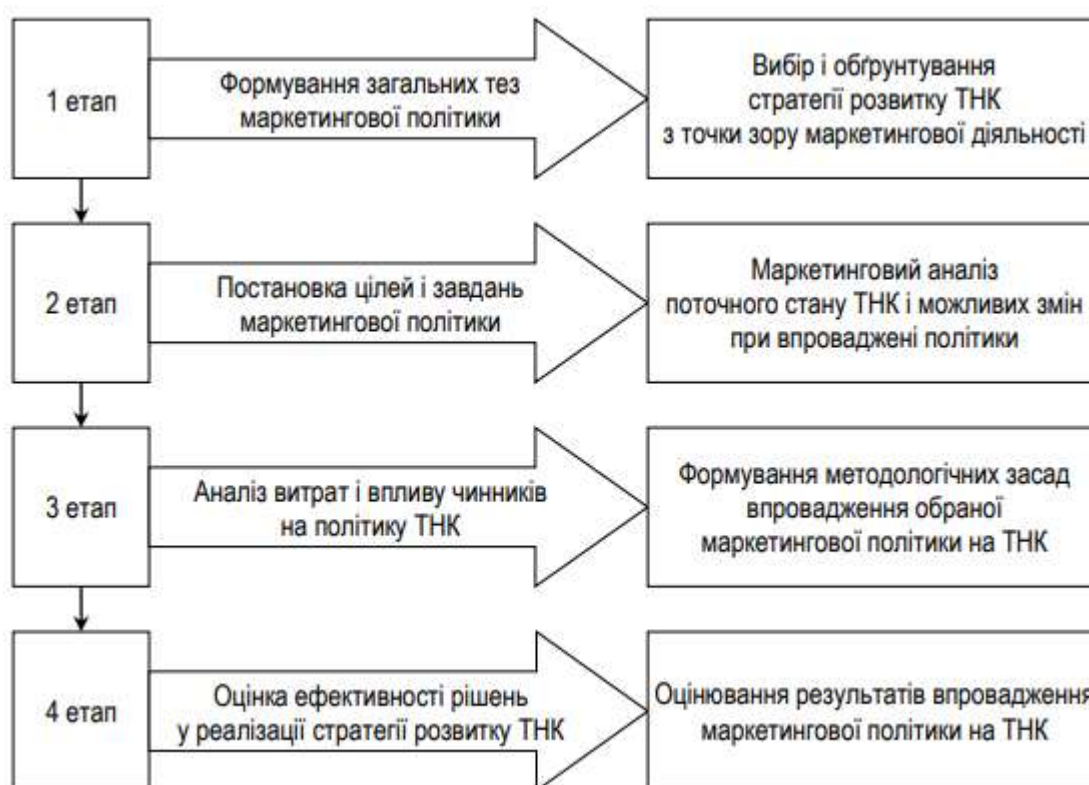 1 етап
Формування загальних тез
маркетингової політики
Вибір і обґрунтування
стратегії розвитку ТНК
з точки зору маркетингової діяльності
2 етап
Постановка цілей і завдань
маркетингової політики
Маркетинговий аналіз
поточного стану ТНК і можливих змін
при впроваджені політики
3 етап
Аналіз витрат і впливу чинників
на політику ТНК
Формування методологічних засад
впровадження обраної
маркетингової політики на ТНК
4 етап
Оцінка ефективності рішень
у реалізації стратегії розвитку ТНК
Оцінювання результатів впровадження
маркетингової політики на ТНК